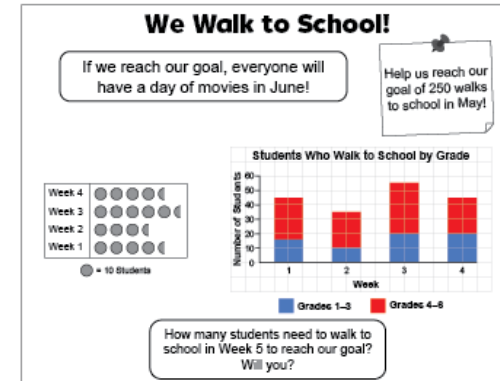 We Walk to School!
If we reach our goal, everyone will
have a day of movies in June!
Help us reach our
goal of 250 walks
to school in May!
Week 4
Week 3
Week 2
Week 1
= 10 Students
Students Who Walk to School by Grade
Number of Students
60
50
40
30
20
10
0
1 2 3 4
Week
Grades 1–3 Grades 4–6
How many students need to walk to
school in Week 5 to reach our goal?
Will you?